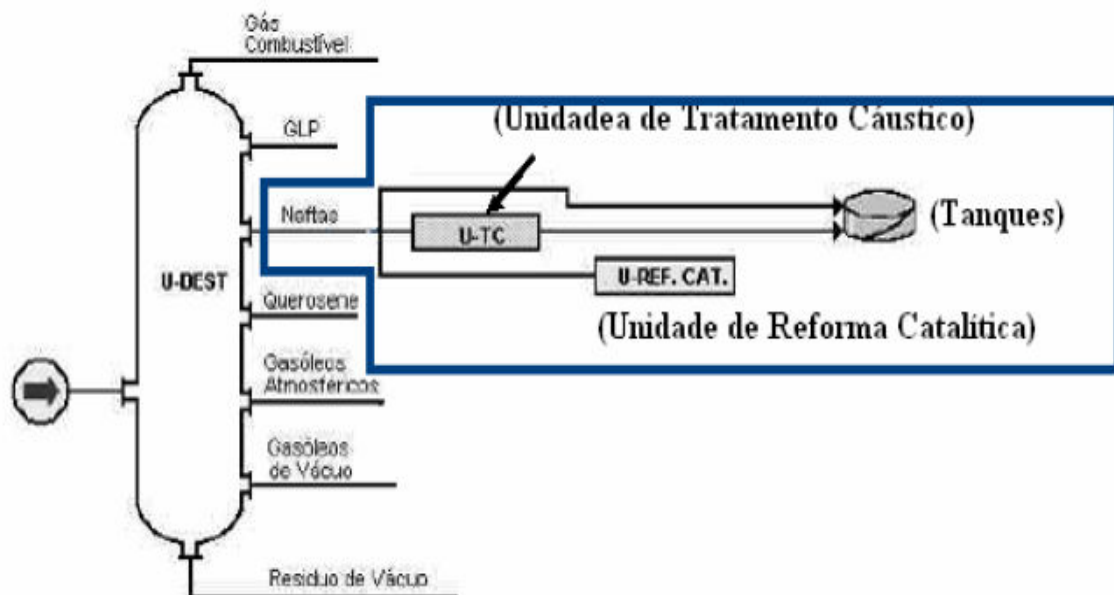 Gás
Combustível
(Unidadea de Tratamento Cáustico)
GLP
Naftas
U-TC
(Tanques)
U-DEST
U-REF. CAT.
Querosene
(Unidade de Reforma Catalítica)
Gasóleos
Atmosféricos
Gasóleos
de Vácuo
Resíduo de Vácuo